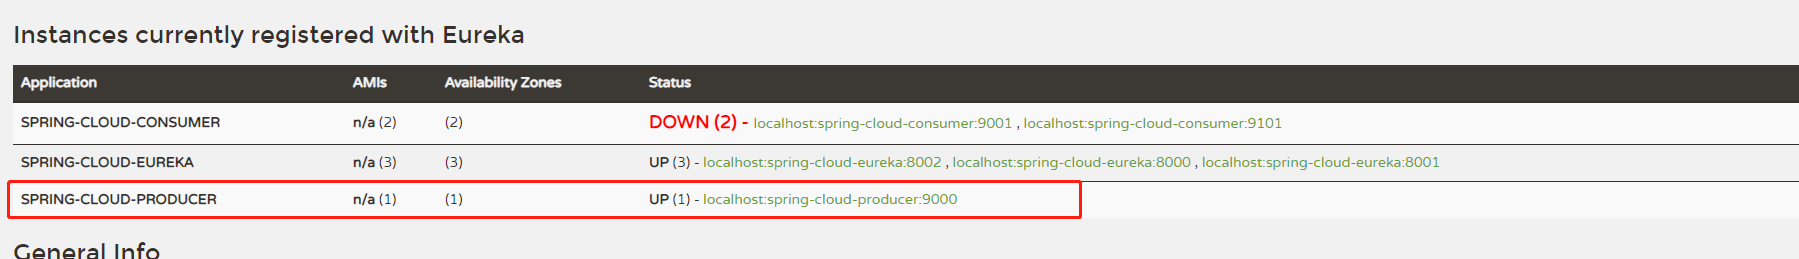 Instances currently registered with Eureka
Application AMIs Availability Zones Status
SPRING-CLOUD-CONSUMER n/a (2) (2) DOWN (2) - localhost:spring-cloud-consumer:9001 , localhost:spring-cloud-consumer:9101
SPRING-CLOUD-EUREKA n/a (3) (3) UP (3) - localhost:spring-cloud-eureka:8002 , localhost:spring-cloud-eureka:8000 , localhost:spring-cloud-eureka:8001
SPRING-CLOUD-PRODUCER n/a (1) (1) UP (1) - localhost:spring-cloud-producer:9000
General Info